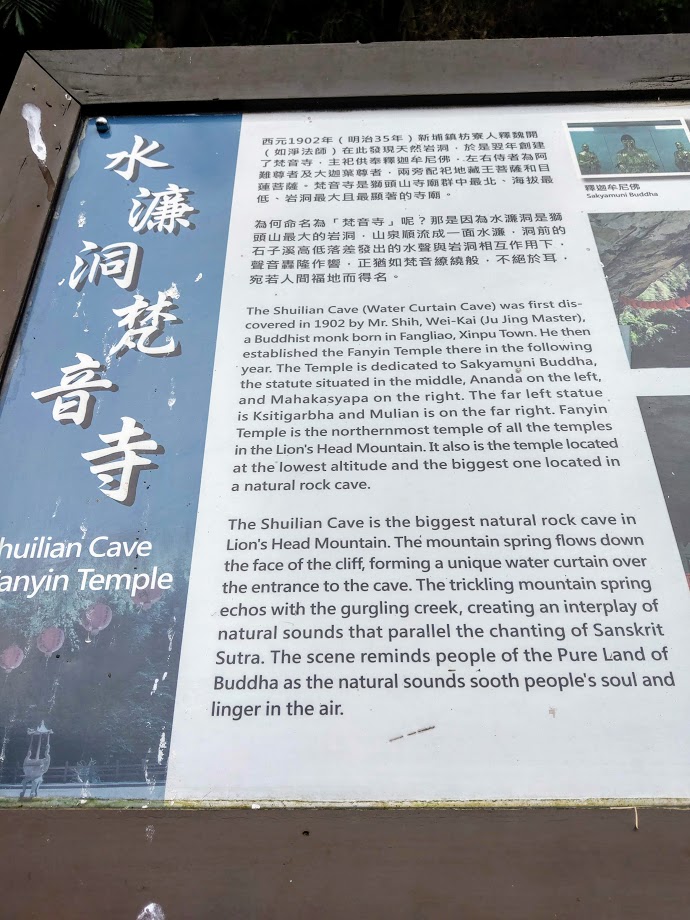 水濂洞梵音寺
huilian Cave
anyin Temple
西元1902年（明治35年）新埔鎮枋寮人釋魏開
（如淨法師）在此發現天然岩洞，於是翌年創建
了梵音寺，主祀供奉釋迦牟尼佛，左右侍者為阿
難尊者及大迦葉尊者，兩旁配祀地藏王菩薩和目
蓮菩薩。梵音寺是獅頭山寺廟群中最北、海拔最
低、岩洞最大且最顯著的寺廟。
為何命名為「梵音寺」呢？那是因為水濂洞是獅
頭山最大的岩洞，山泉順流成一面水濂，洞前的
石子溪高低落差發出的水聲與岩洞相互作用下，
聲音轟隆作響，正猶如梵音繚繞般，不絕於耳，
宛若人間福地而得名。
The Shuilian Cave (Water Curtain Cave) was first dis-
covered in 1902 by Mr. Shih, Wei-Kai (Ju Jing Master),
a Buddhist monk born in Fangliao, Xinpu Town. He then
established the Fanyin Temple there in the following
year. The Temple is dedicated to Sakyamuni Buddha,
the statute situated in the middle, Ananda on the left,
and Mahakasyapa on the right. The far left statue
is Ksitigarbha and Mulian is on the far right. Fanyin
Temple is the northernmost temple of all the temples
in the Lion's Head Mountain. It also is the temple located
at the lowest altitude and the biggest one located in
a natural rock cave.
The Shuilian Cave is the biggest natural rock cave in
Lion's Head Mountain. The mountain spring flows down
the face of the cliff, forming a unique water curtain over
the entrance to the cave. The trickling mountain spring
echos with the gurgling creek, creating an interplay of
natural sounds that parallel the chanting of Sanskrit
Sutra. The scene reminds people of the Pure Land of
Buddha as the natural sounds sooth people's soul and
linger in the air.
釋迦牟尼佛
Sakyamuni Buddha